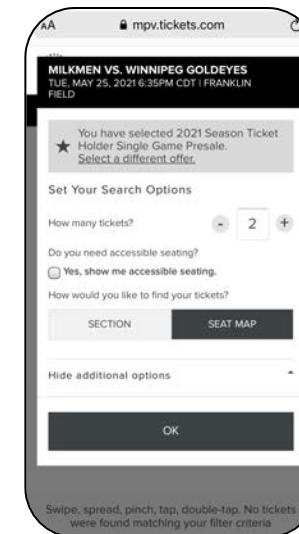 AA mpv.tickets.com
MILKMEN VS. WINNIPEG GOLDEYES
TUE, MAY 25, 2021 6:35PM CDT | FRANKLIN
FIELD
You have selected 2021 Season Ticket
Holder Single Game Presale.
Select a different offer.
Set Your Search Options
How many tickets? - 2 +
Do you need accessible seating?
Yes, show me accessible seating.
How would you like to find your tickets?
SECTION SEAT MAP
Hide additional options
OK
Swipe, spread, pinch, tap, double-tap. No tickets
were found matching your filter criteria